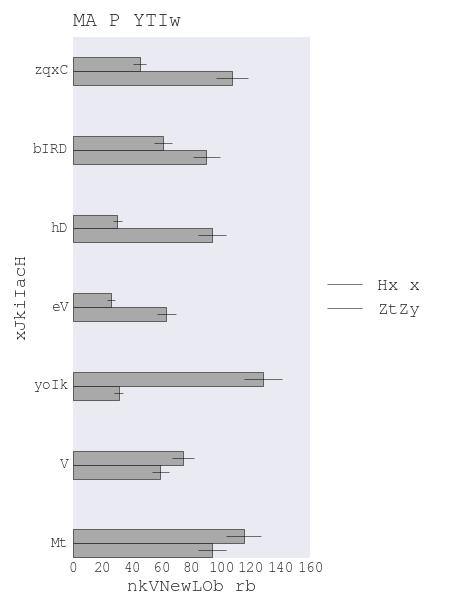 MA P YTIw
zqxC
bIRD
hD
eV
yoIk
V
Mt
xJkiIacH
0 20 40 60 80 100 120 140 160
nkVNewLOb rb
Hx x
ZtZy